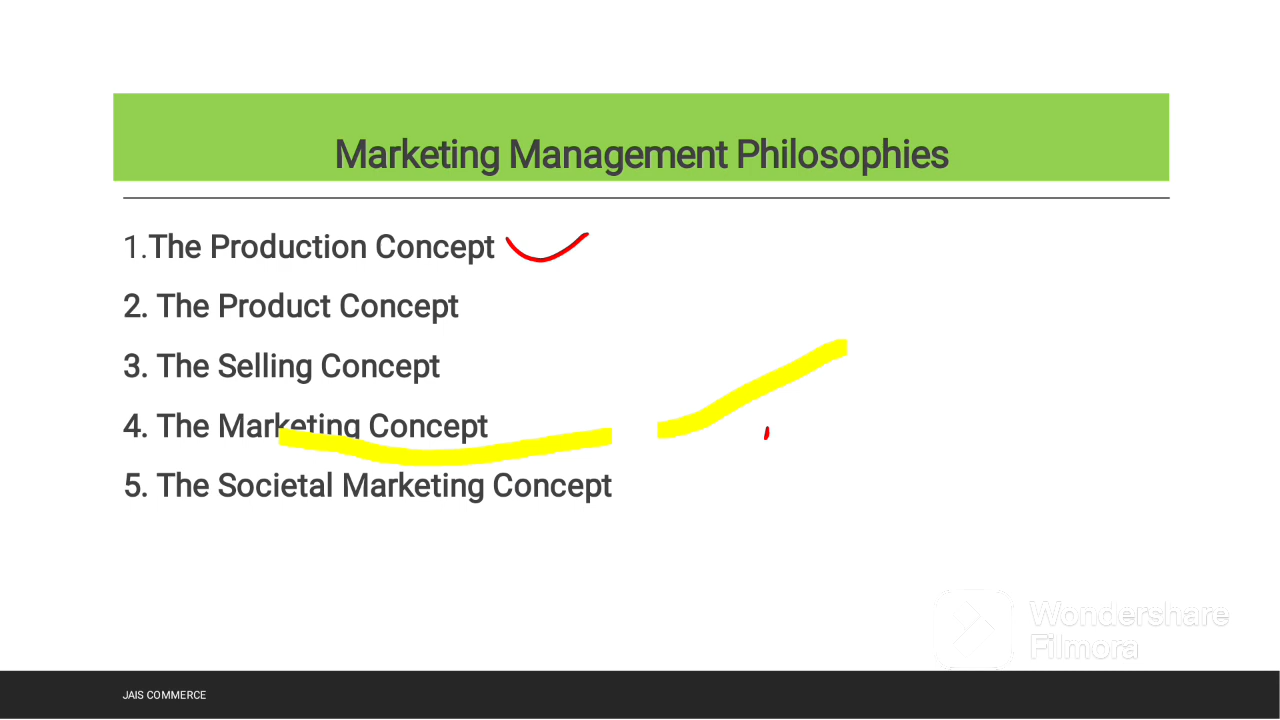 Marketing Management Philosophies
1.The Production Concept
2. The Product Concept
3. The Selling Concept
4. The Marketing Concept
5. The Societal Marketing Concept
Wondershare
Filmora
JAIS COMMERCE